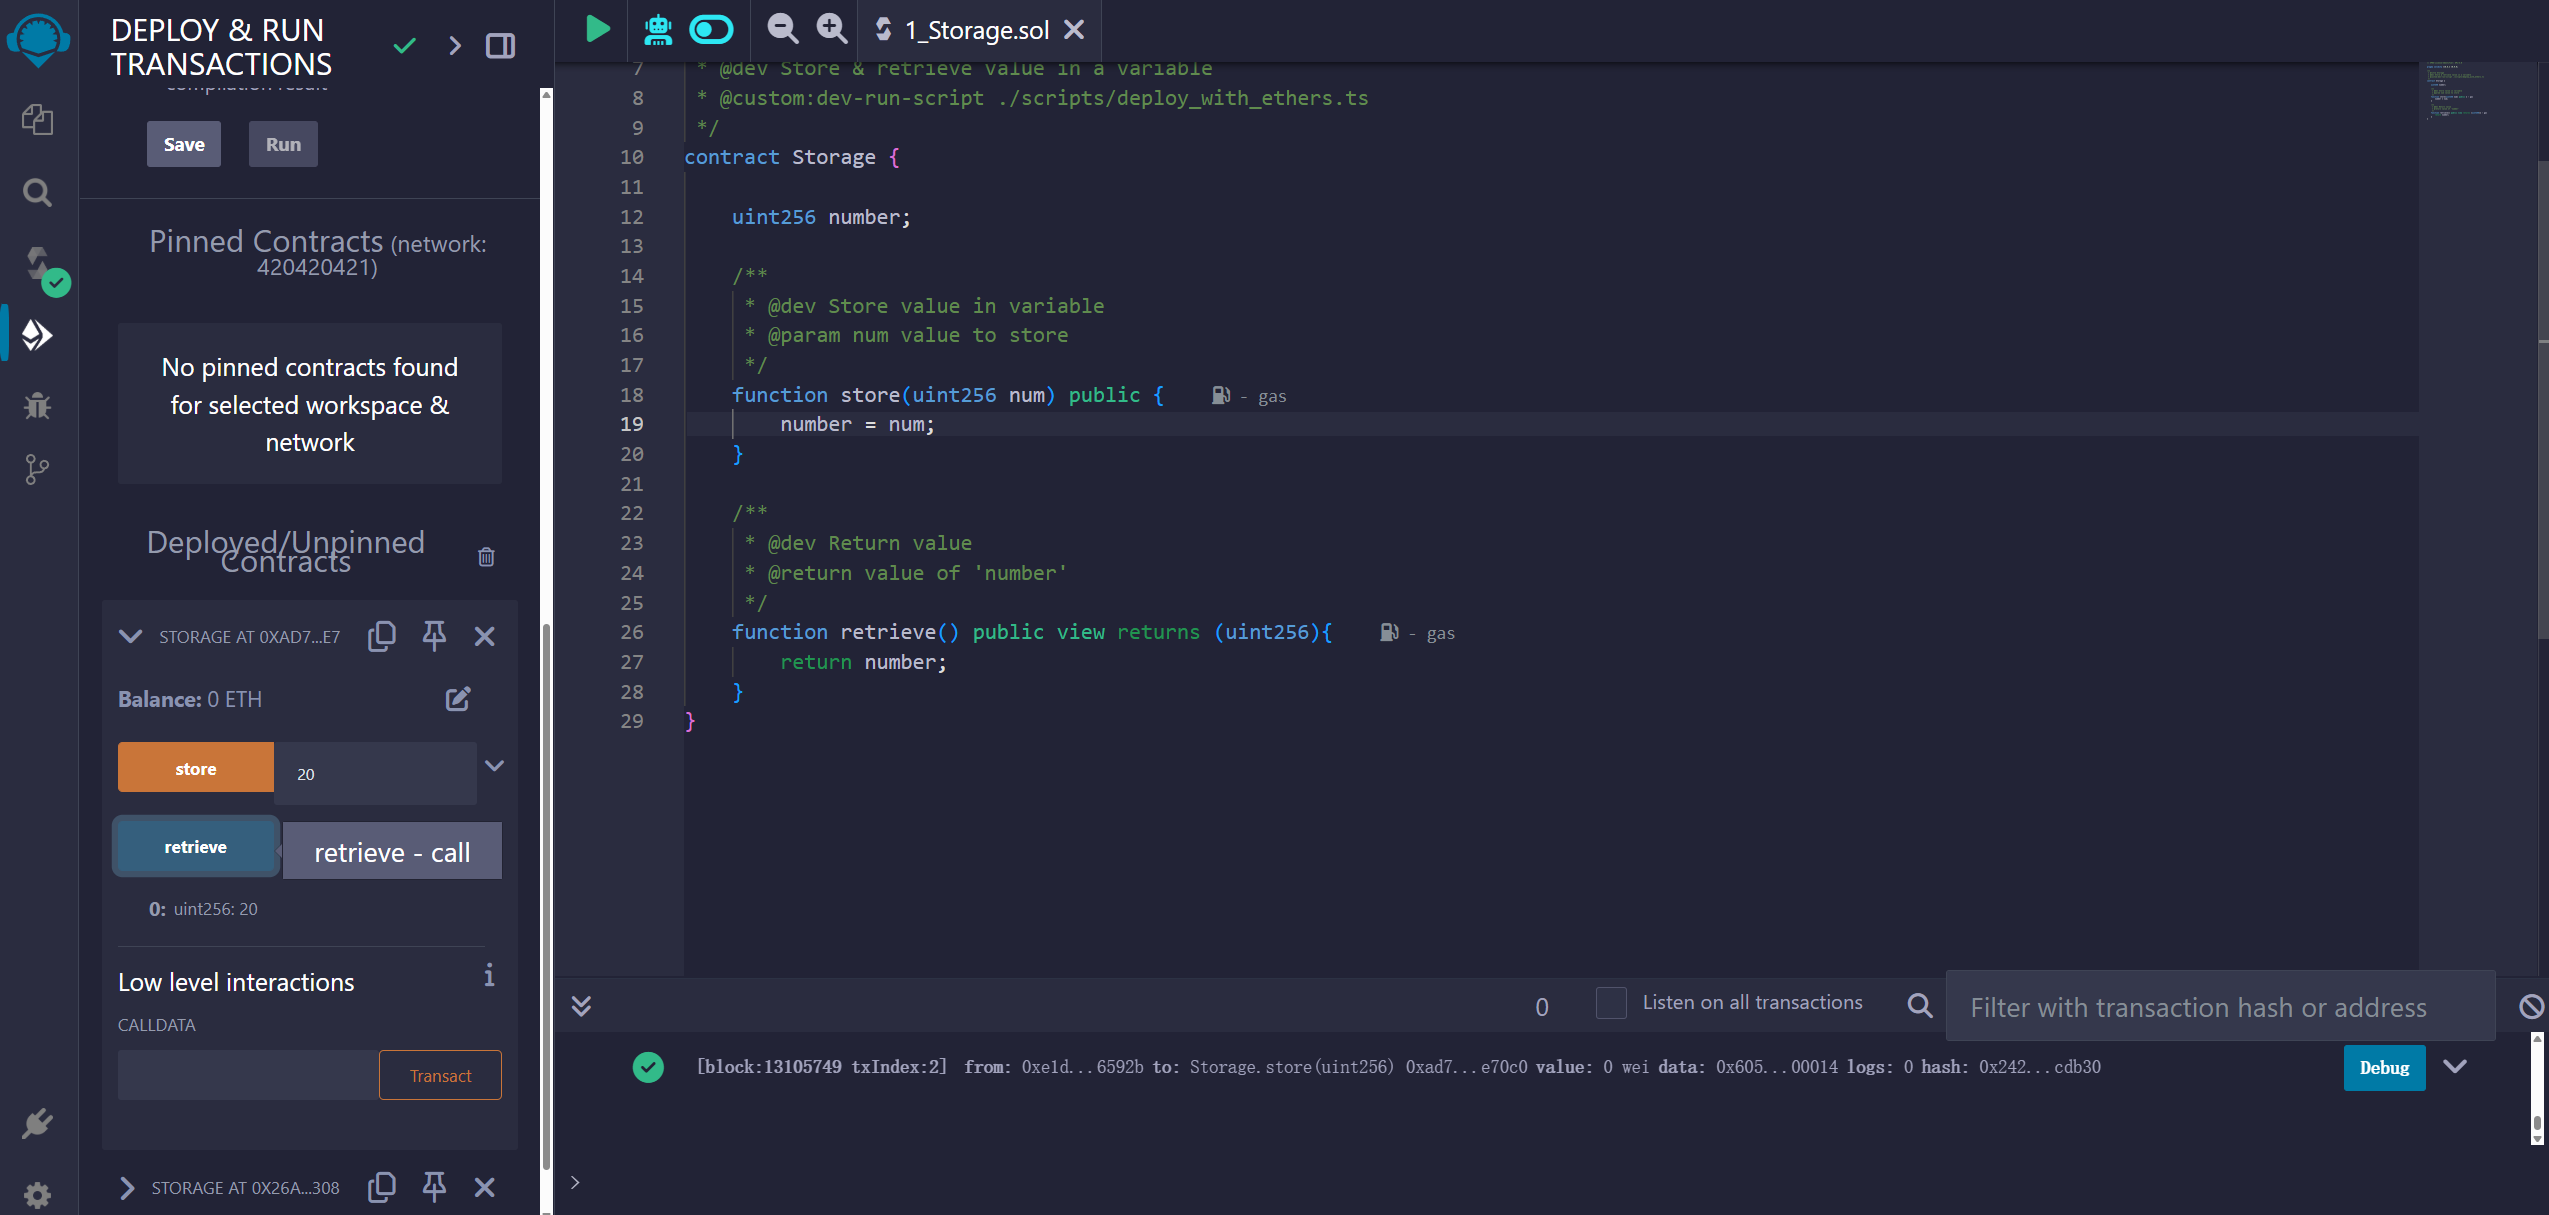 DEPLOY & RUN
TRANSACTIONS
compilation result
Save
Run
Pinned Contracts (network:
420420421)
No pinned contracts found
for selected workspace &
network
Deployed/Unpinned
Contracts
STORAGE AT 0XAD7...E7
Balance: 0 ETH
store
20
retrieve
retrieve - call
0: uint256: 20
Low level interactions
i
CALLDATA
Transact
STORAGE AT 0X26A...308
1_Storage.sol
7 * @dev Store & retrieve value in a variable
8 * @custom:dev-run-script ./scripts/deploy_with_ethers.ts
9 */
10 contract Storage {
11
12 uint256 number;
13
14 /**
15 * @dev Store value in variable
16 * @param num value to store
17 */
18 function store(uint256 num) public { - gas
19 number = num;
20 }
21
22 /**
23 * @dev Return value
24 * @return value of 'number'
25 */
26 function retrieve() public view returns (uint256){ - gas
27 return number;
28 }
29 }
0
Listen on all transactions
Filter with transaction hash or address
[block:13105749 txIndex:2] from: 0xe1d...6592b to: Storage.store(uint256) 0xad7...e70c0 value: 0 wei data: 0x605...00014 logs: 0 hash: 0x242...cdb30
Debug
>